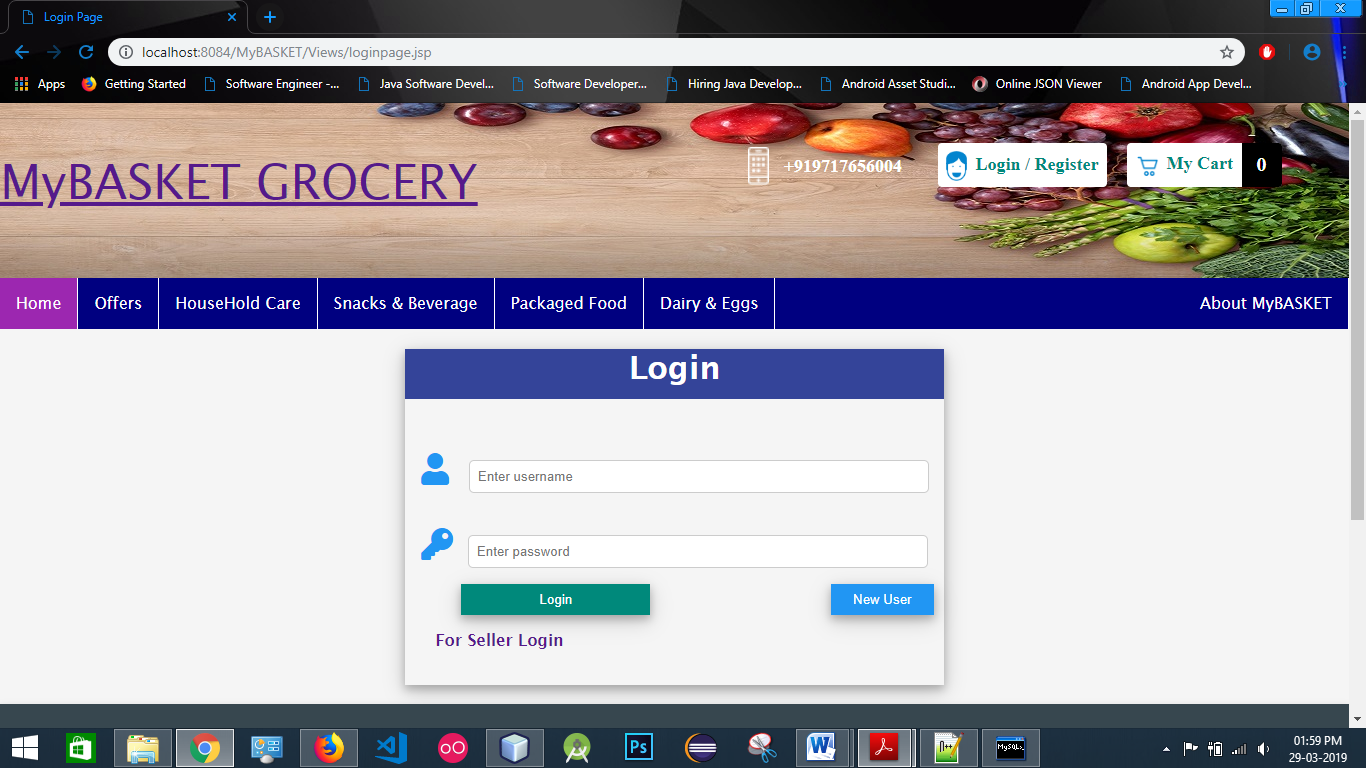 Login Page
localhost:8084/MyBASKET/Views/loginpage.jsp
Apps Getting Started Software Engineer -... Java Software Devel... Software Developer... Hiring Java Develop... Android Asset Studi... Online JSON Viewer Android App Devel...
MyBASKET GROCERY
+919717656004
Login / Register
My Cart 0
Home Offers HouseHold Care Snacks & Beverage Packaged Food Dairy & Eggs About MyBASKET
Login
Enter username
Enter password
Login New User
For Seller Login
Ps
MySQL
01:59 PM
29-03-2019